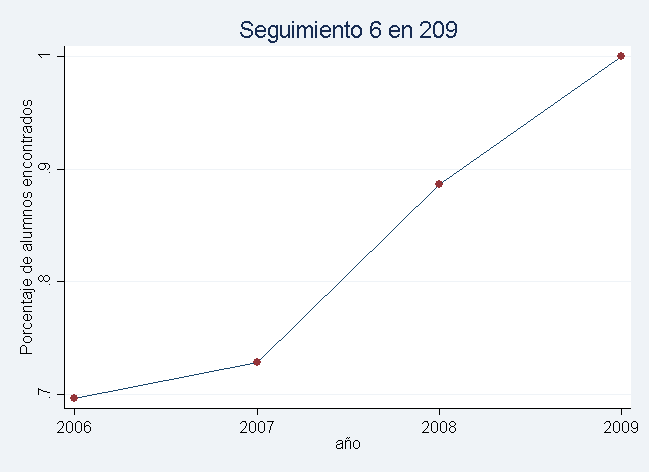 Seguimiento 6 en 209
Porcentaje de alumnos encontrados
1
.9
.8
.7
2006 2007 2008 2009
año